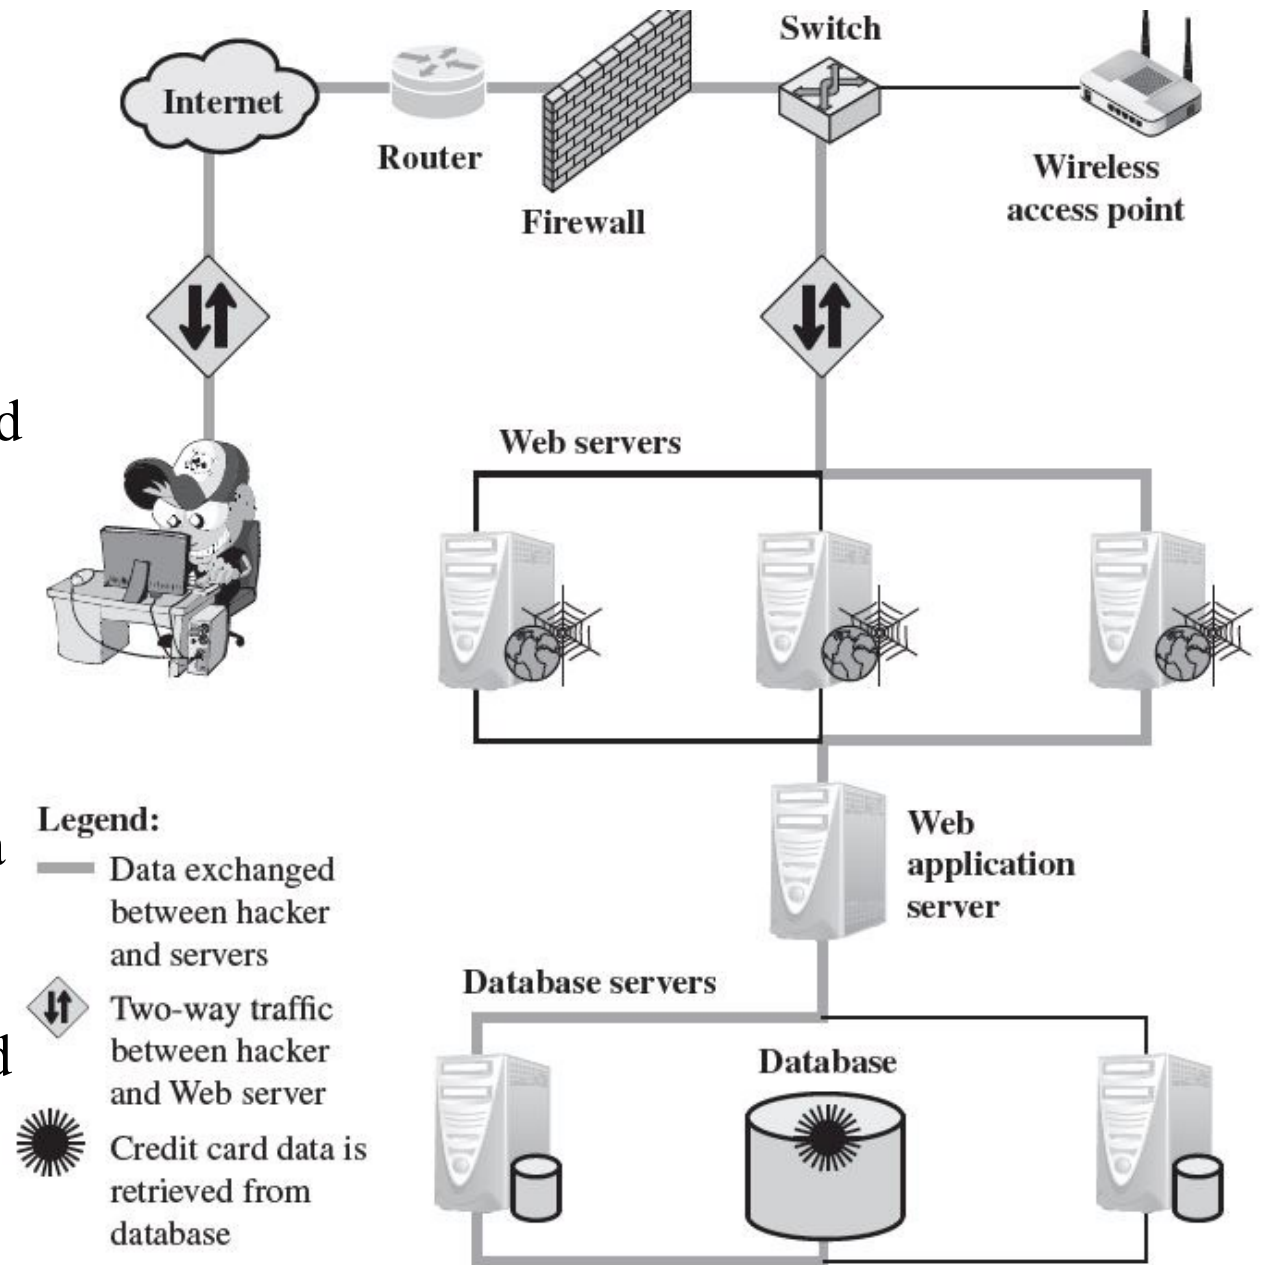 Switch
Internet
Router
Wireless
access point
Firewall
d
Web servers
Legend:
Data exchanged
between hacker
and servers
Two-way traffic
between hacker
and Web server
Credit card data is
retrieved from
database
Web
application
server
Database servers
Database
d